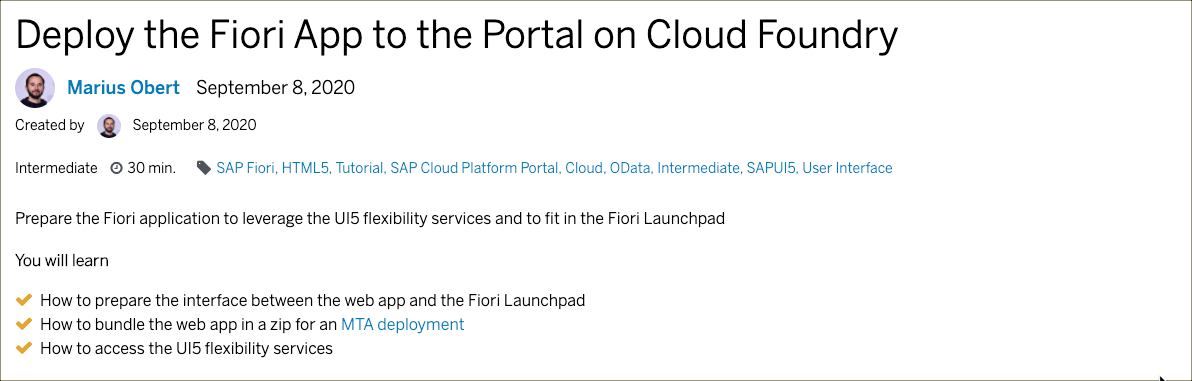 Deploy the Fiori App to the Portal on Cloud Foundry
Marius Obert September 8, 2020
Created by September 8, 2020
Intermediate 30 min. SAP Fiori, HTML5, Tutorial, SAP Cloud Platform Portal, Cloud, OData, Intermediate, SAPUI5, User Interface
Prepare the Fiori application to leverage the UI5 flexibility services and to fit in the Fiori Launchpad
You will learn
How to prepare the interface between the web app and the Fiori Launchpad
How to bundle the web app in a zip for an MTA deployment
How to access the UI5 flexibility services